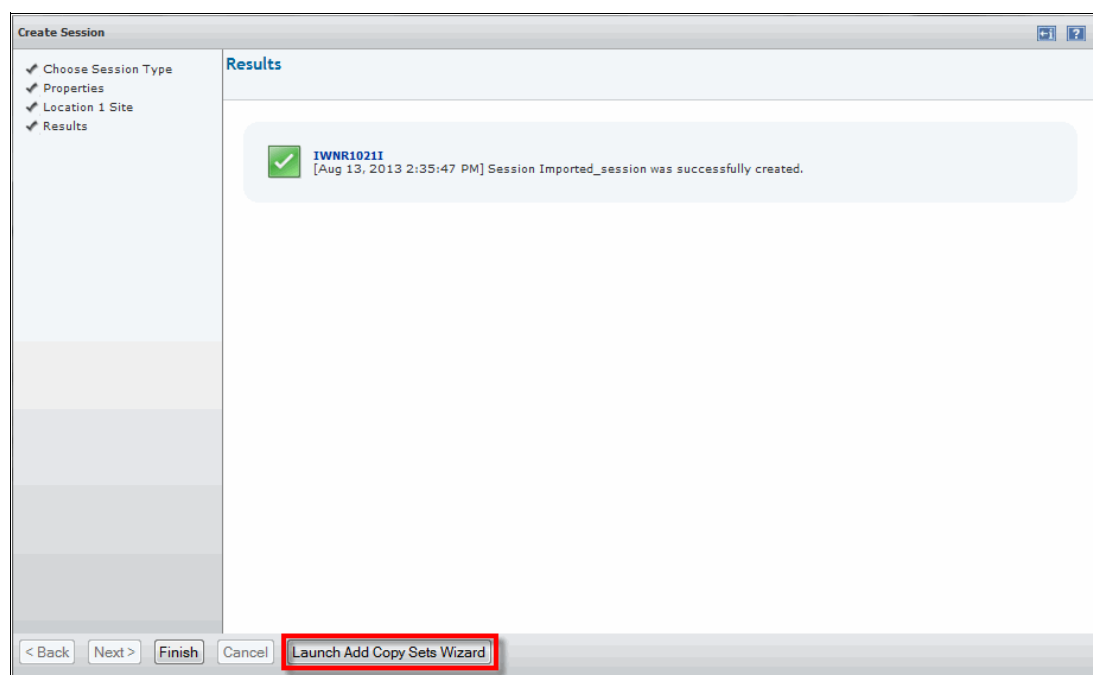 Create Session
?
Choose Session Type
Properties
Location 1 Site
Results
Results
IWNR1021I
[Aug 13, 2013 2:35:47 PM] Session Imported_session was successfully created.
< Back Next > Finish Cancel Launch Add Copy Sets Wizard